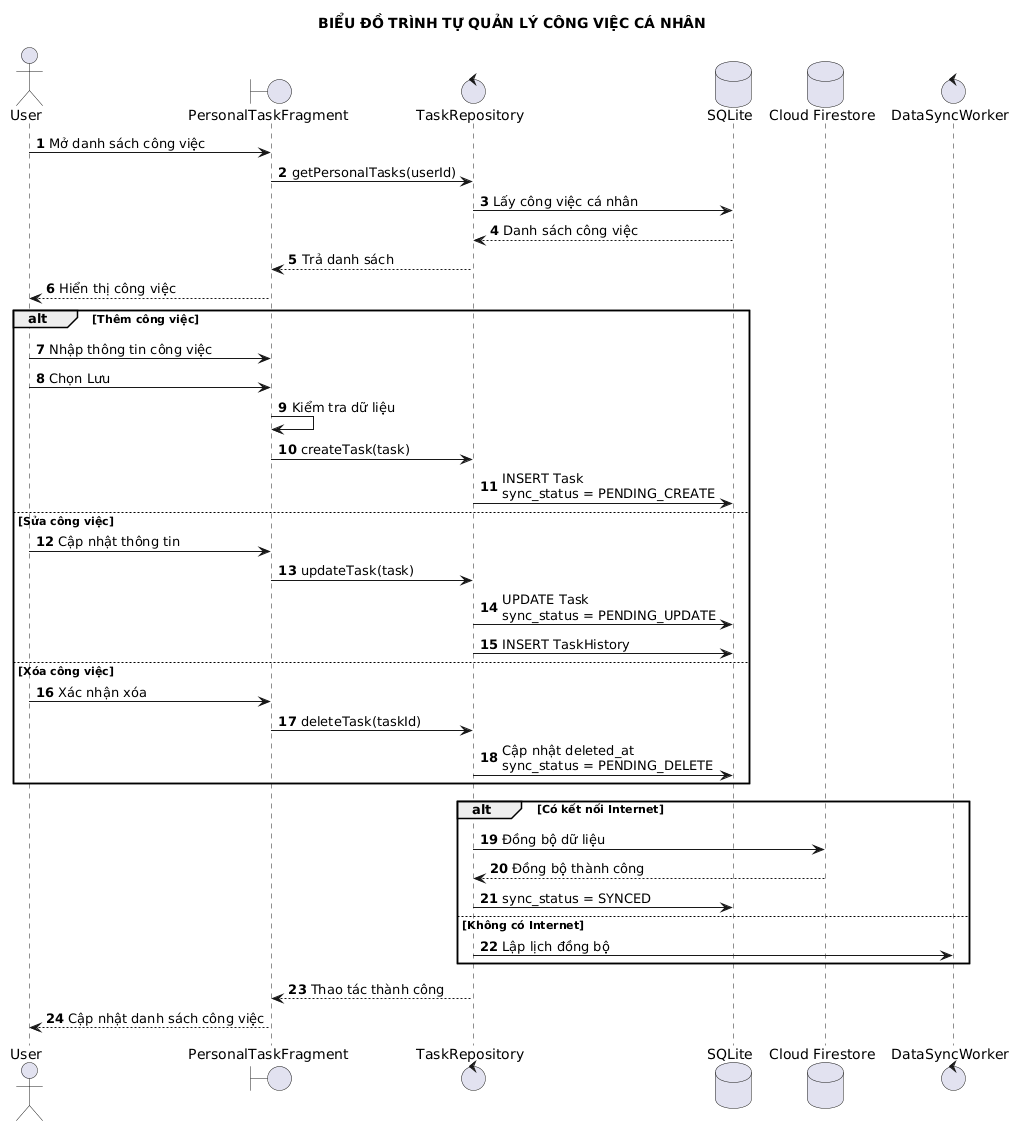 BIỂU ĐỒ TRÌNH TỰ QUẢN LÝ CÔNG VIỆC CÁ NHÂN
User
PersonalTaskFragment
TaskRepository
SQLite
Cloud Firestore
DataSyncWorker
1 Mở danh sách công việc
2 getPersonalTasks(userId)
3 Lấy công việc cá nhân
4 Danh sách công việc
5 Trả danh sách
6 Hiển thị công việc
alt [Thêm công việc]
7 Nhập thông tin công việc
8 Chọn Lưu
9 Kiểm tra dữ liệu
10 createTask(task)
11 INSERT Task
sync_status = PENDING_CREATE
[Sửa công việc]
12 Cập nhật thông tin
13 updateTask(task)
14 UPDATE Task
sync_status = PENDING_UPDATE
15 INSERT TaskHistory
[Xóa công việc]
16 Xác nhận xóa
17 deleteTask(taskId)
18 Cập nhật deleted_at
sync_status = PENDING_DELETE
alt [Có kết nối Internet]
19 Đồng bộ dữ liệu
20 Đồng bộ thành công
21 sync_status = SYNCED
[Không có Internet]
22 Lập lịch đồng bộ
23 Thao tác thành công
24 Cập nhật danh sách công việc
User
PersonalTaskFragment
TaskRepository
SQLite
Cloud Firestore
DataSyncWorker